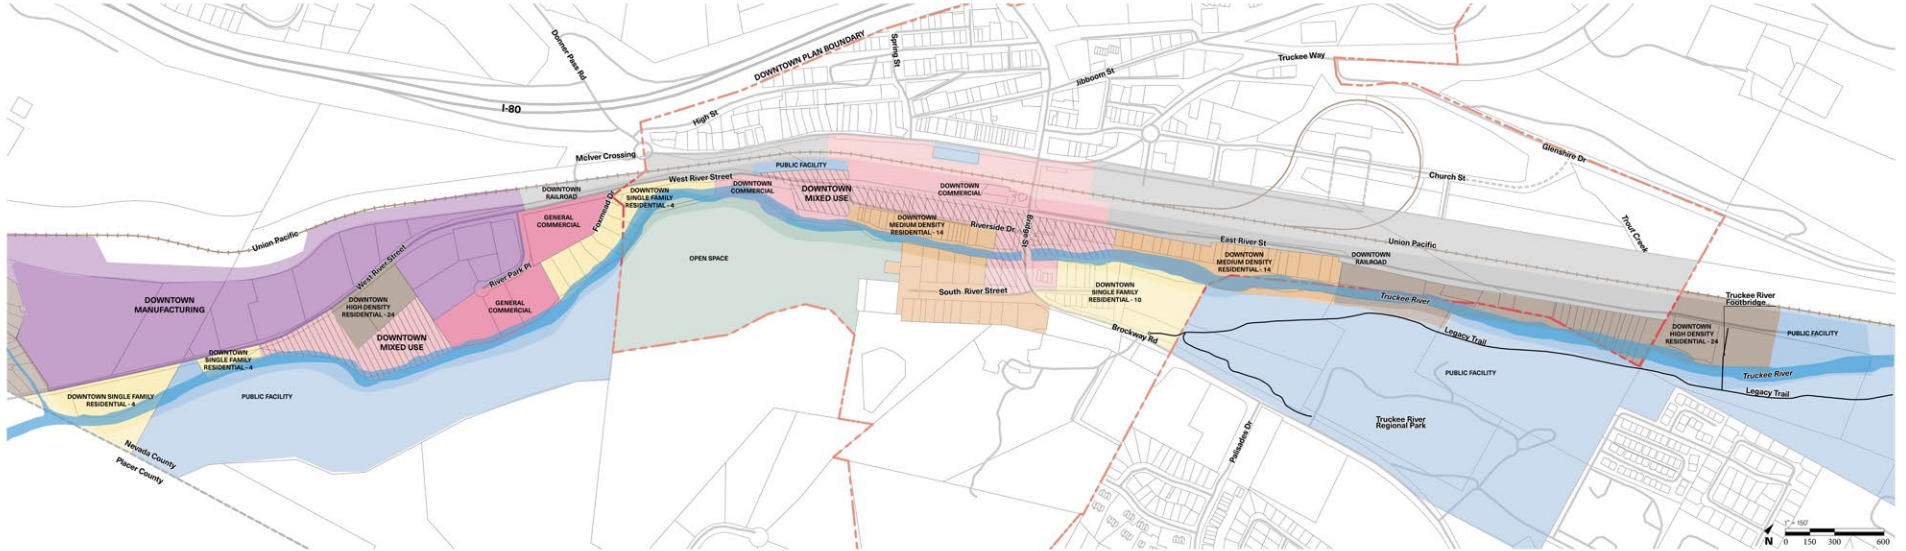 Donner Pass Rd
DOWNTOWN PLAN BOUNDARY
Spring St
Jibboom St
Truckee Way
I-80
High St
McIver Crossing
Glenshire Dr
Church St
PUBLIC FACILITY
West River Street
DOWNTOWN
RAILROAD
Foxmead Dr
DOWNTOWN
SINGLE FAMILY
RESIDENTIAL - 4
DOWNTOWN
COMMERCIAL
DOWNTOWN
MIXED USE
DOWNTOWN
COMMERCIAL
GENERAL
COMMERCIAL
DOWNTOWN
MEDIUM DENSITY
RESIDENTIAL - 14
Riverside Dr
Bridge St
Trout Creek
Union Pacific
West River Street
East River St
Union Pacific
OPEN SPACE
DOWNTOWN
MEDIUM DENSITY
RESIDENTIAL - 14
DOWNTOWN
RAILROAD
River Park Pl
DOWNTOWN
MANUFACTURING
DOWNTOWN
HIGH DENSITY
RESIDENTIAL - 24
GENERAL
COMMERCIAL
South River Street
DOWNTOWN
SINGLE FAMILY
RESIDENTIAL - 10
Truckee River
Truckee River
Footbridge
DOWNTOWN
MIXED USE
Brockway Rd
Legacy Trail
DOWNTOWN
HIGH DENSITY
RESIDENTIAL - 24
PUBLIC FACILITY
DOWNTOWN
SINGLE FAMILY
RESIDENTIAL - 4
PUBLIC FACILITY
Truckee River
Legacy Trail
DOWNTOWN SINGLE FAMILY
RESIDENTIAL - 4
PUBLIC FACILITY
Truckee River
Regional Park
Palisades Dr
Nevada County
Placer County
1" = 150'
N
0 150 300 600